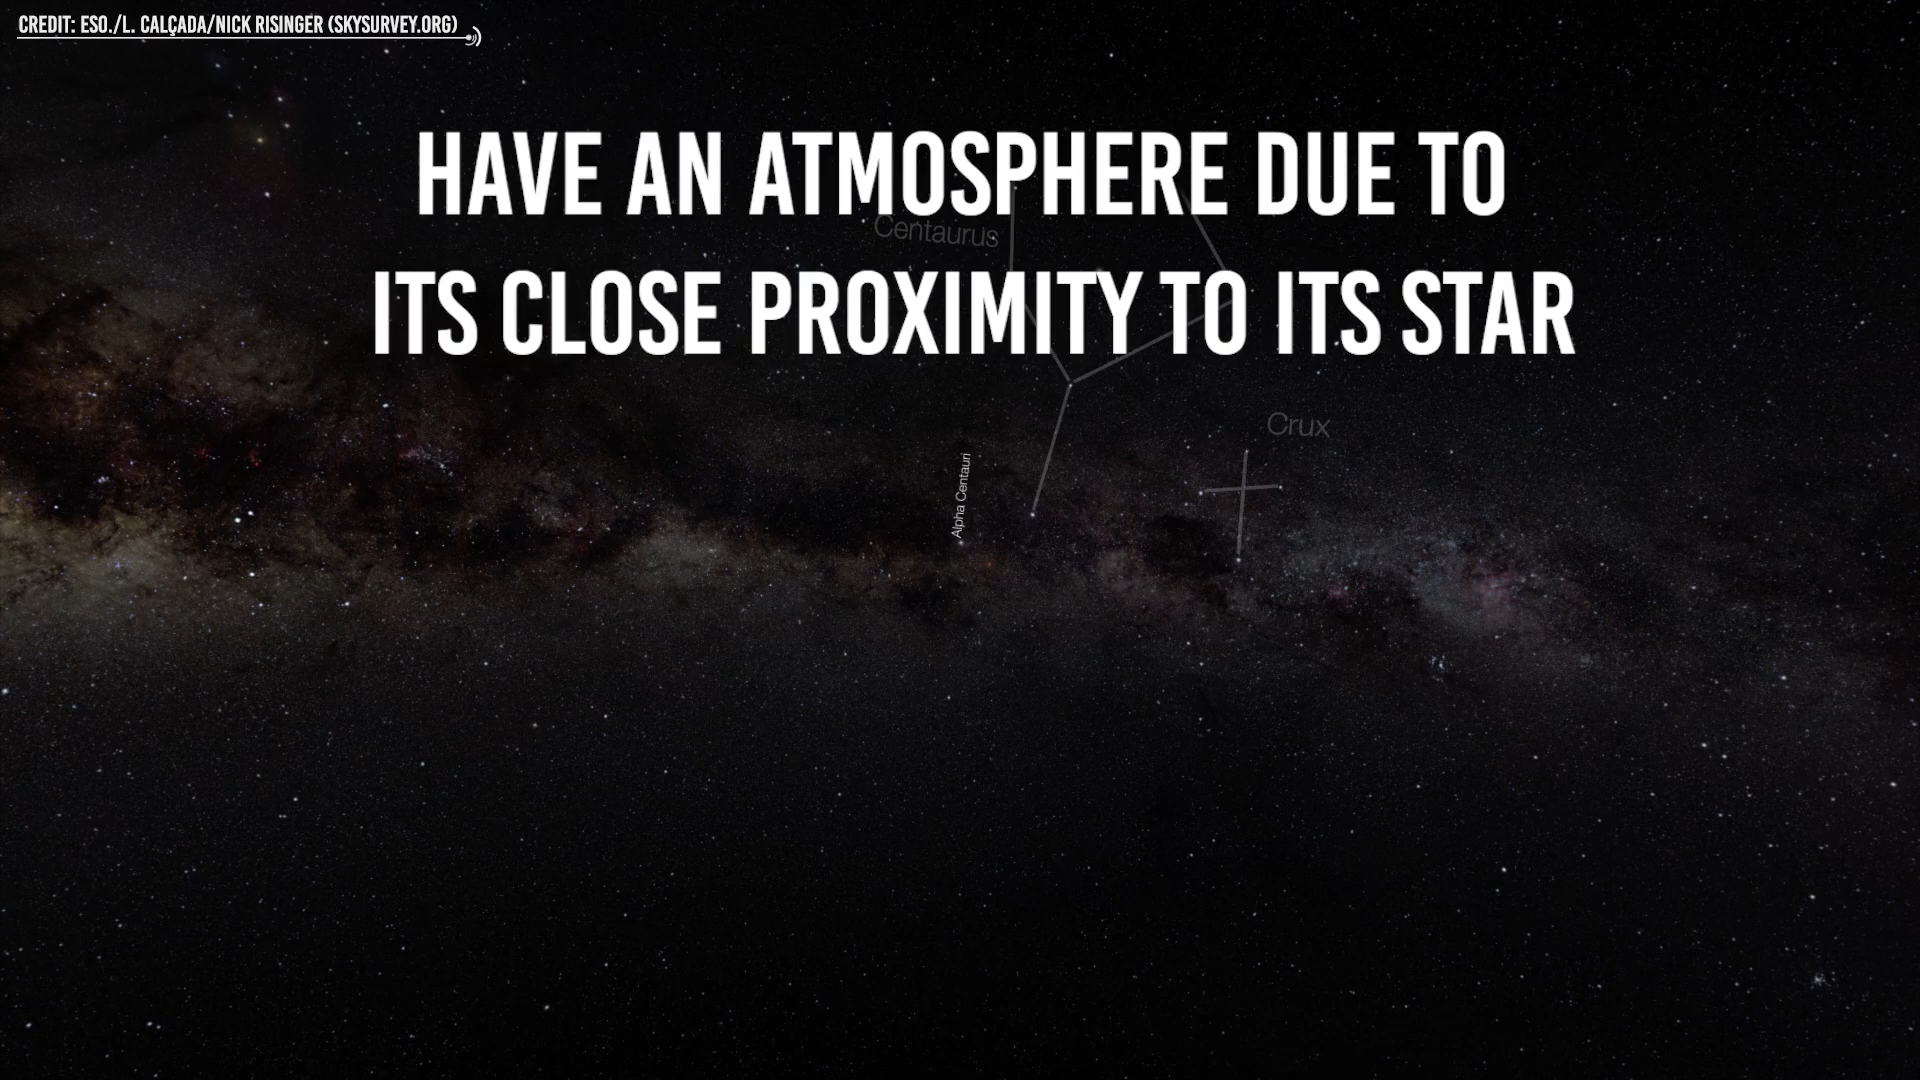 CREDIT: ESO./L. CALÇADA/NICK RISINGER (SKYSURVEY.ORG)
HAVE AN ATMOSPHERE DUE TO
Centaurus
ITS CLOSE PROXIMITY TO ITS STAR
Crux
Alpha Centauri